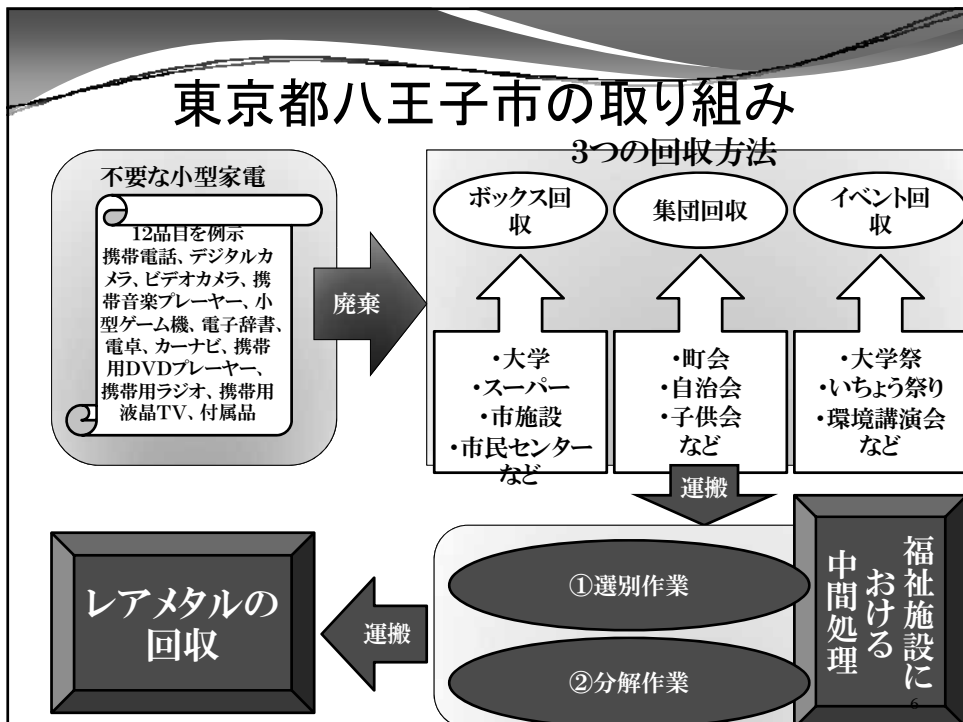 東京都八王子市の取り組み
不要な小型家電
12品目を例示
携帯電話、デジタルカ
メラ、ビデオカメラ、携
帯音楽プレーヤー、小
型ゲーム機、電子辞書、
電卓、カーナビ、携帯
用DVDプレーヤー、
携帯用ラジオ、携帯用
液晶TV、付属品
廃棄
3つの回収方法
ボックス回
収
集団回収
イベント回
収
・大学
・スーパー
・市施設
・市民センター
など
・町会
・自治会
・子供会
など
・大学祭
・いちょう祭り
・環境講演会
など
運搬
福祉施設に
おける
中間処理
①選別作業
②分解作業
運搬
レアメタルの
回収
6